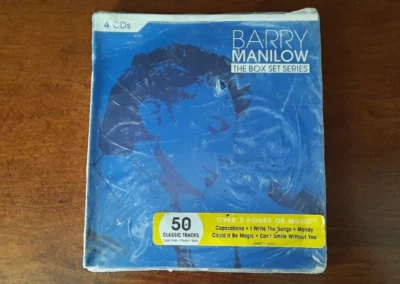 4 CDs
BARRY
MANILOW
THE BOX SET SERIES
50
CLASSIC TRACKS
OVER 3 HOURS OF MUSIC
Copacabana • I Write The Songs • Mandy
Could It Be Magic • Can't Smile Without You